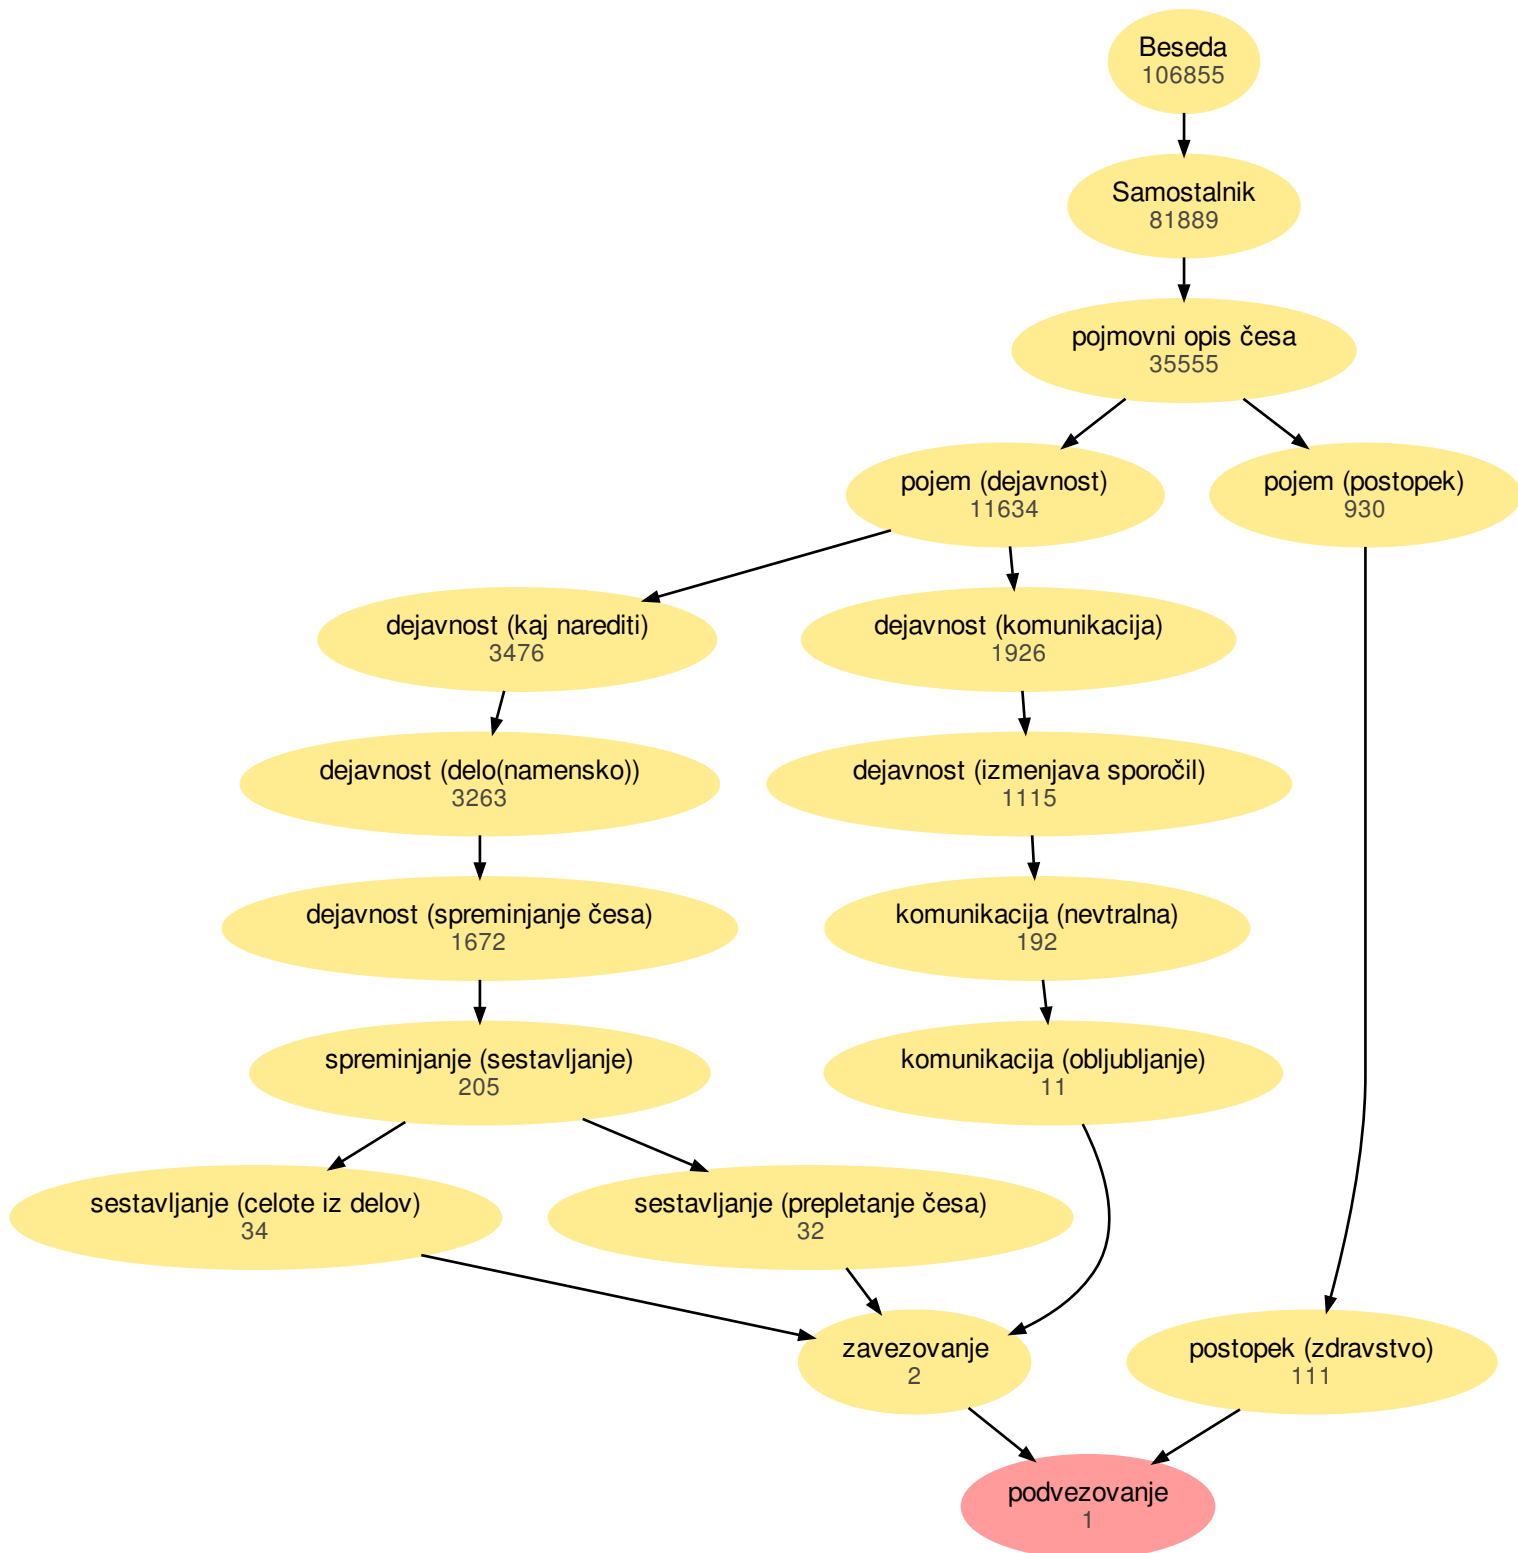 Beseda
106855
Samostalnik
81889
pojmovni opis česa
35555
pojem (dejavnost)
11634
pojem (postopek)
930
dejavnost (kaj narediti)
3476
dejavnost (komunikacija)
1926
dejavnost (delo(namensko))
3263
dejavnost (izmenjava sporočil)
1115
dejavnost (spreminjanje česa)
1672
komunikacija (nevtralna)
192
spreminjanje (sestavljanje)
205
komunikacija (obljubljanje)
11
sestavljanje (celote iz delov)
34
sestavljanje (prepletanje česa)
32
zavezovanje
2
postopek (zdravstvo)
111
podvezovanje
1